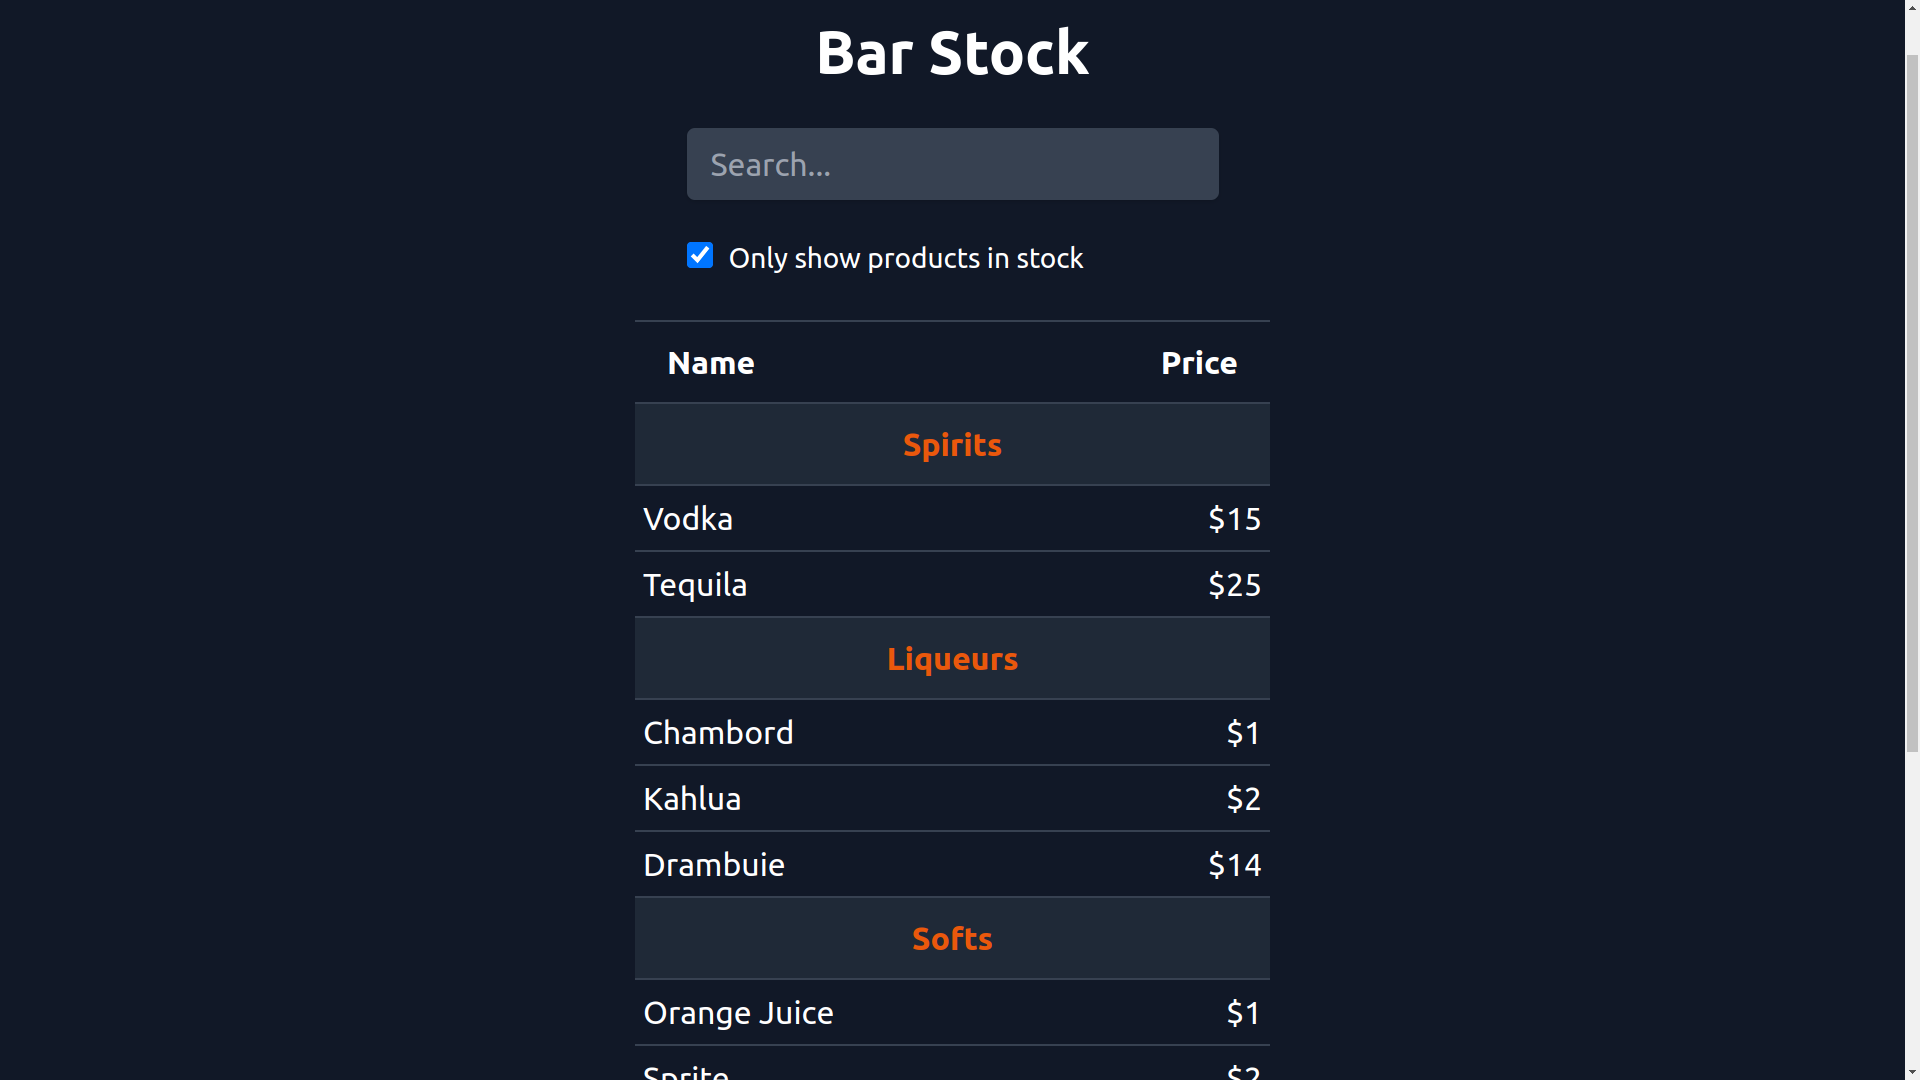 Bar Stock
Search...
Only show products in stock
Name Price
Spirits
Vodka $15
Tequila $25
Liqueurs
Chambord $1
Kahlua $2
Drambuie $14
Softs
Orange Juice $1
Sprite $2